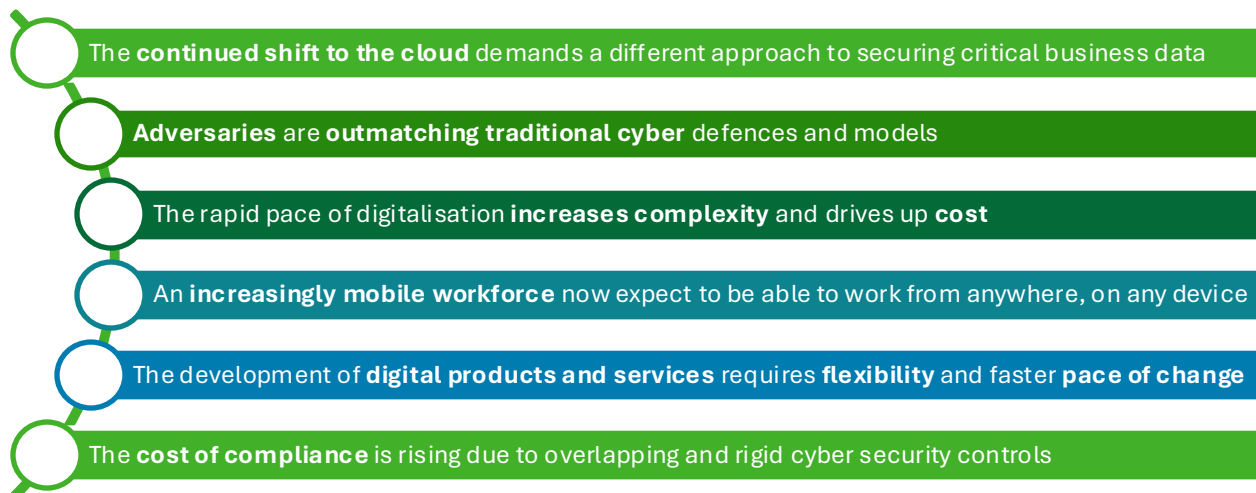 The continued shift to the cloud demands a different approach to securing critical business data
Adversaries are outmatching traditional cyber defences and models
The rapid pace of digitalisation increases complexity and drives up cost
An increasingly mobile workforce now expect to be able to work from anywhere, on any device
The development of digital products and services requires flexibility and faster pace of change
The cost of compliance is rising due to overlapping and rigid cyber security controls